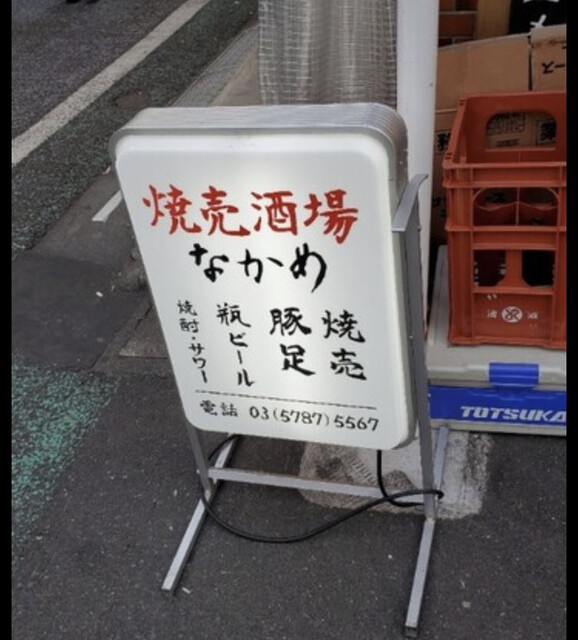 焼売酒場
なかめ
焼売
豚足
瓶ビール
焼酎・サワー
電話 03(5787)5567
TOTSUKA